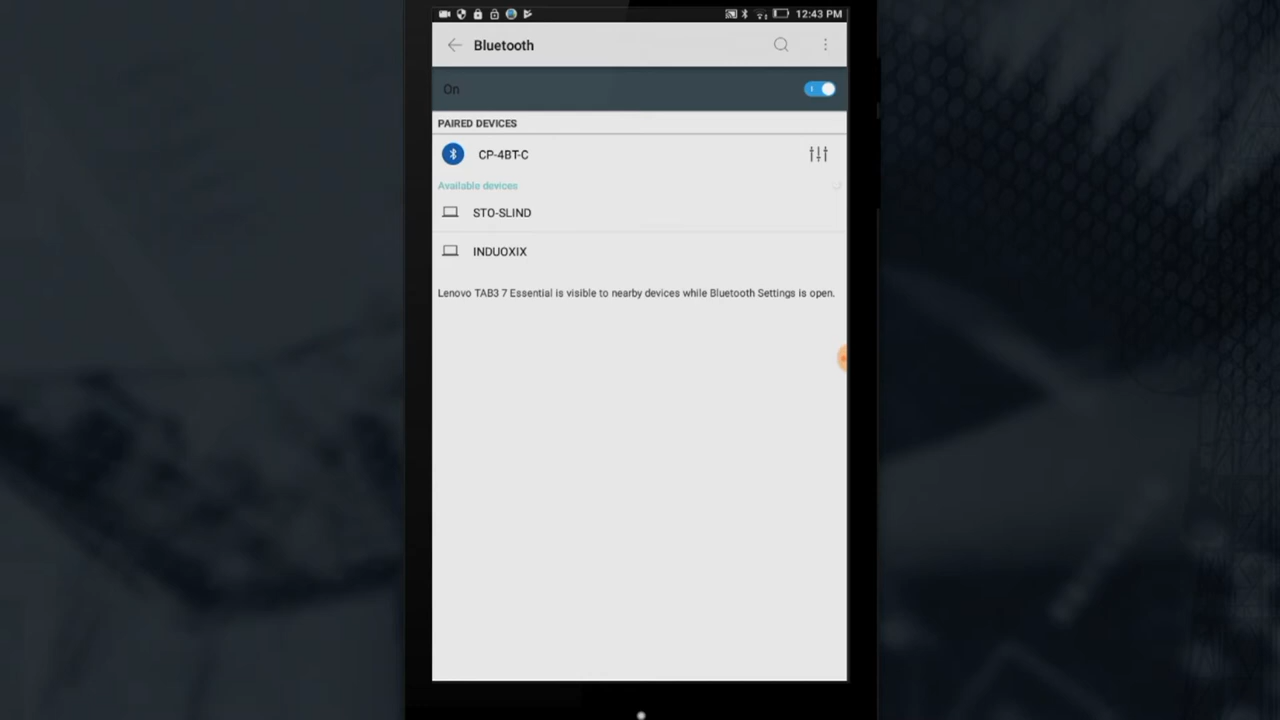 12:43 PM
Bluetooth
On
PAIRED DEVICES
CP-4BT-C
Available devices
STO-SLIND
INDUOXIX
Lenovo TAB3 7 Essential is visible to nearby devices while Bluetooth Settings is open.